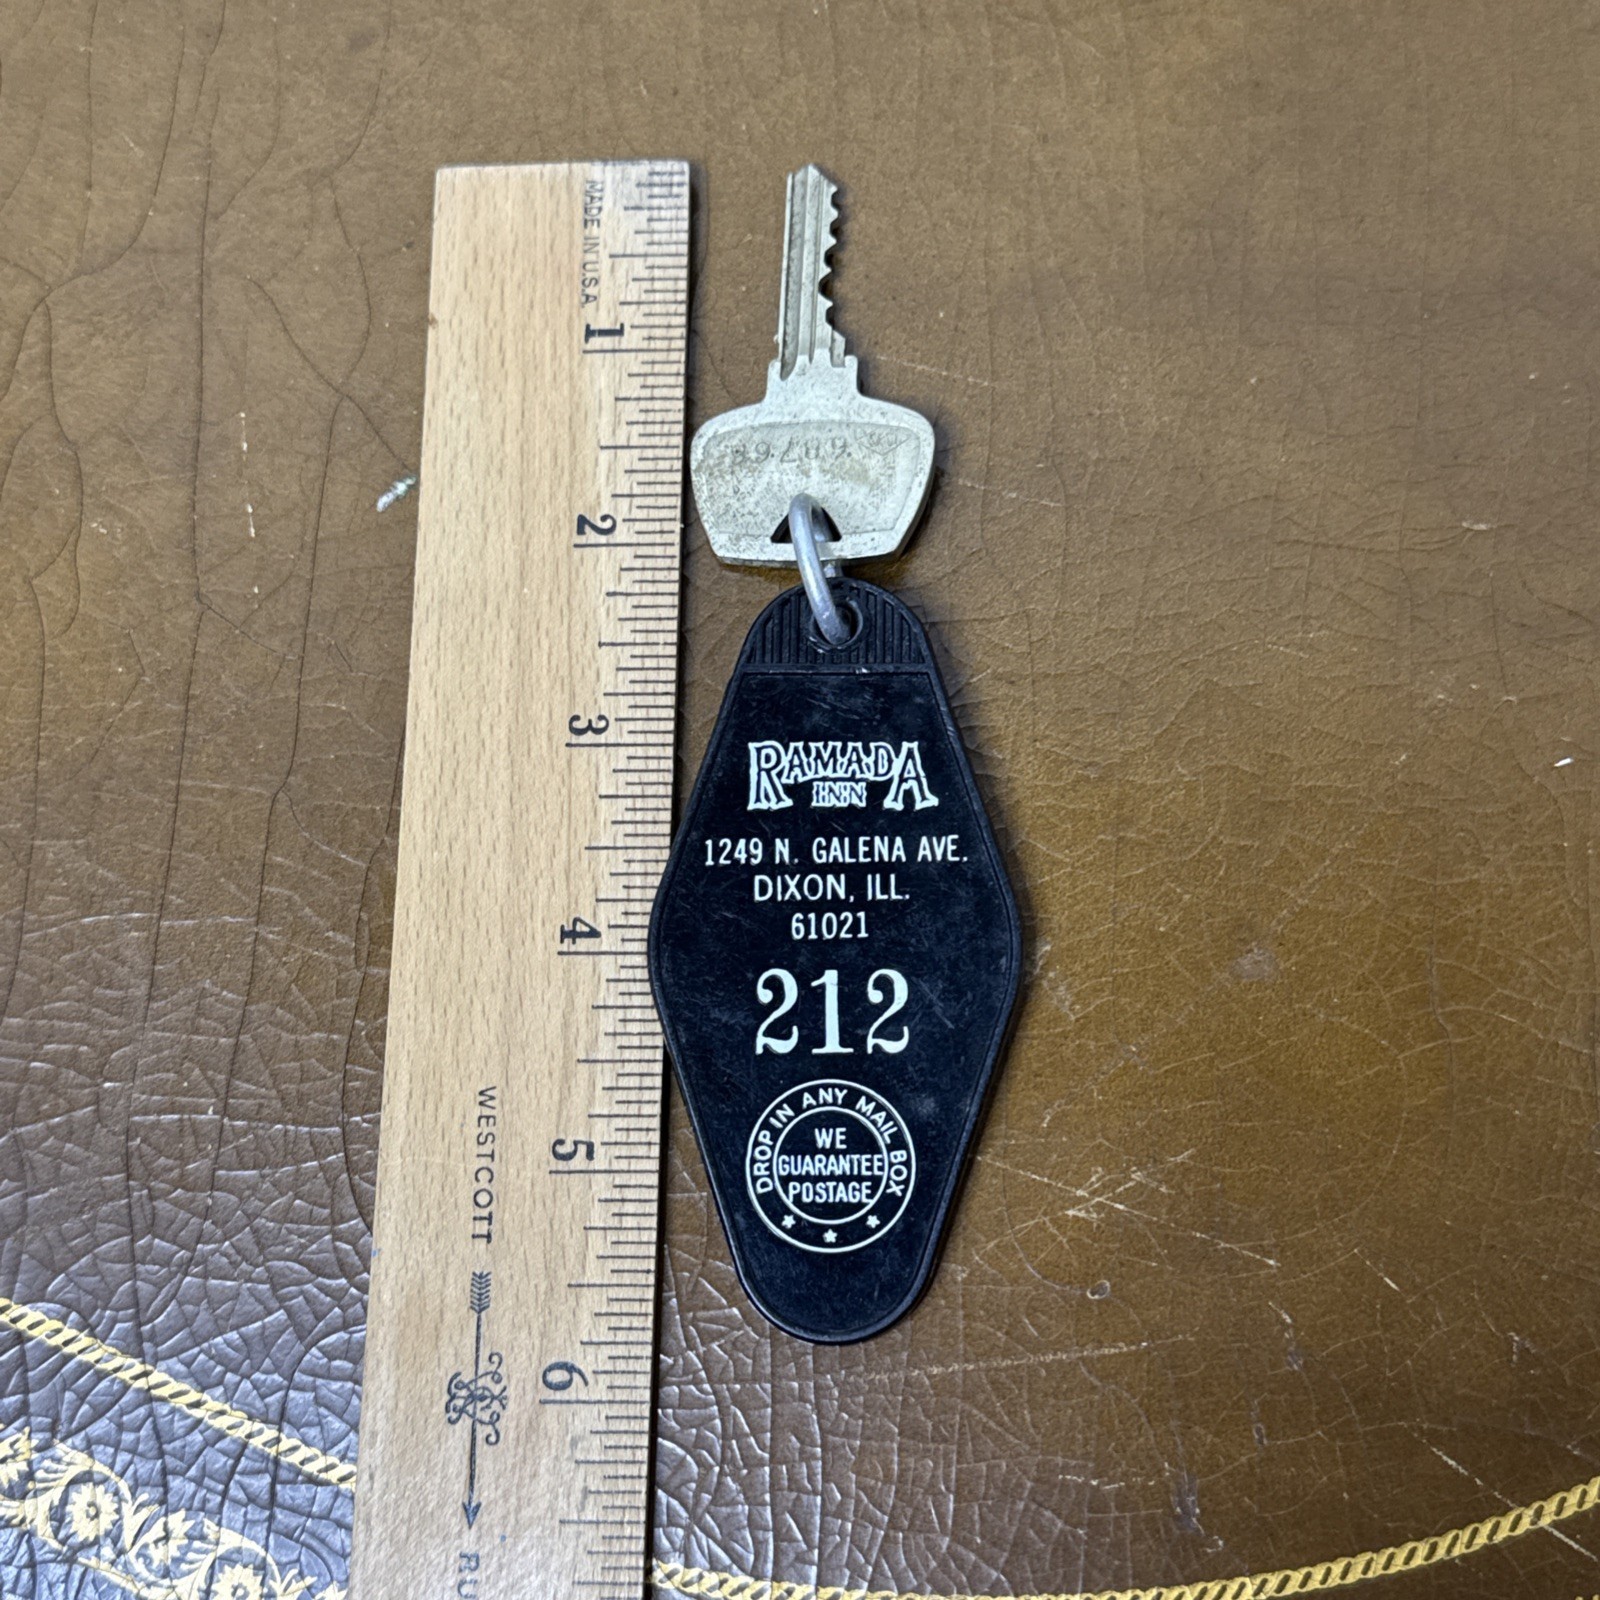 MADE IN U.S.A.
1
2
3
4
5
6
WESTCOTT
RU
RAMADA
INN
1249 N. GALENA AVE.
DIXON, ILL.
61021
212
DROP IN ANY MAIL BOX
WE
GUARANTEE
POSTAGE